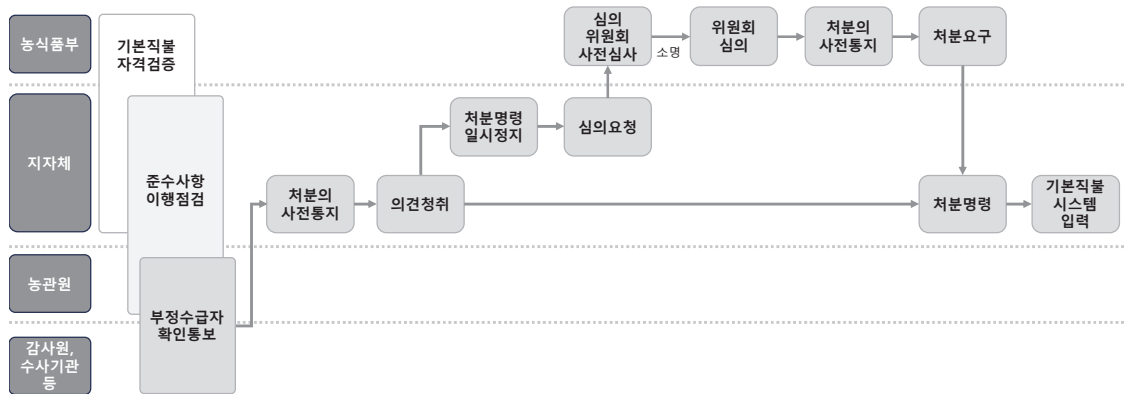 농식품부
기본직불
자격검증
심의
위원회
사전심사
소명
위원회
심의
처분의
사전통지
처분요구
지자체
준수사항
이행점검
처분의
사전통지
의견청취
처분명령
일시정지
심의요청
처분명령
기본직불
시스템
입력
농관원
부정수급자
확인통보
감사원,
수사기관
등